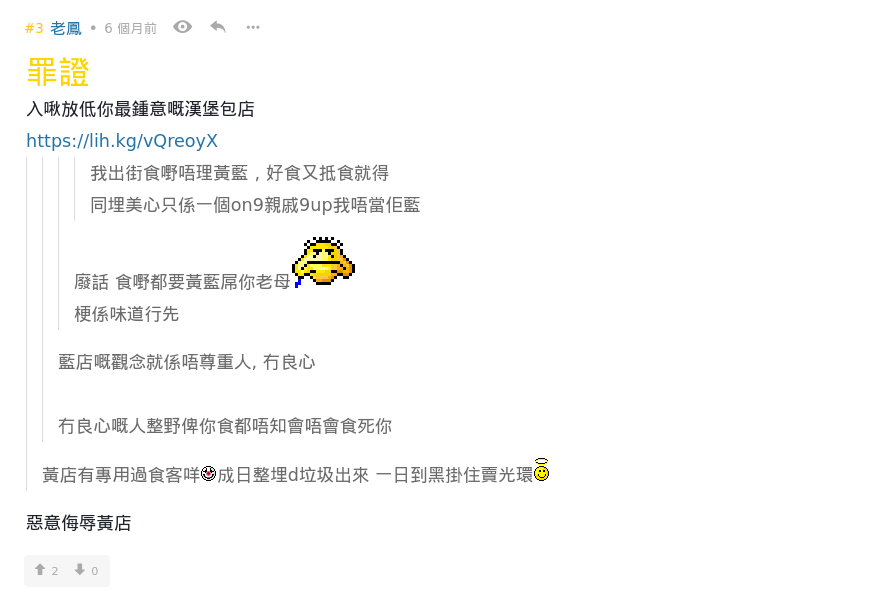 #3 老鳳 • 6 個月前
罪證
入啾放低你最鍾意嘅漢堡包店
https://lih.kg/vQreoyX
我出街食嘢唔理黃藍，好食又抵食就得
同埋美心只係一個on9親戚9up我唔當佢藍
廢話 食嘢都要黃藍屌你老母
梗係味道行先
藍店嘅觀念就係唔尊重人, 冇良心
冇良心嘅人整野俾你食都唔知會唔會食死你
黃店有專用過食客咩成日整埋d垃圾出來 一日到黑掛住賣光環
惡意侮辱黃店
2 0